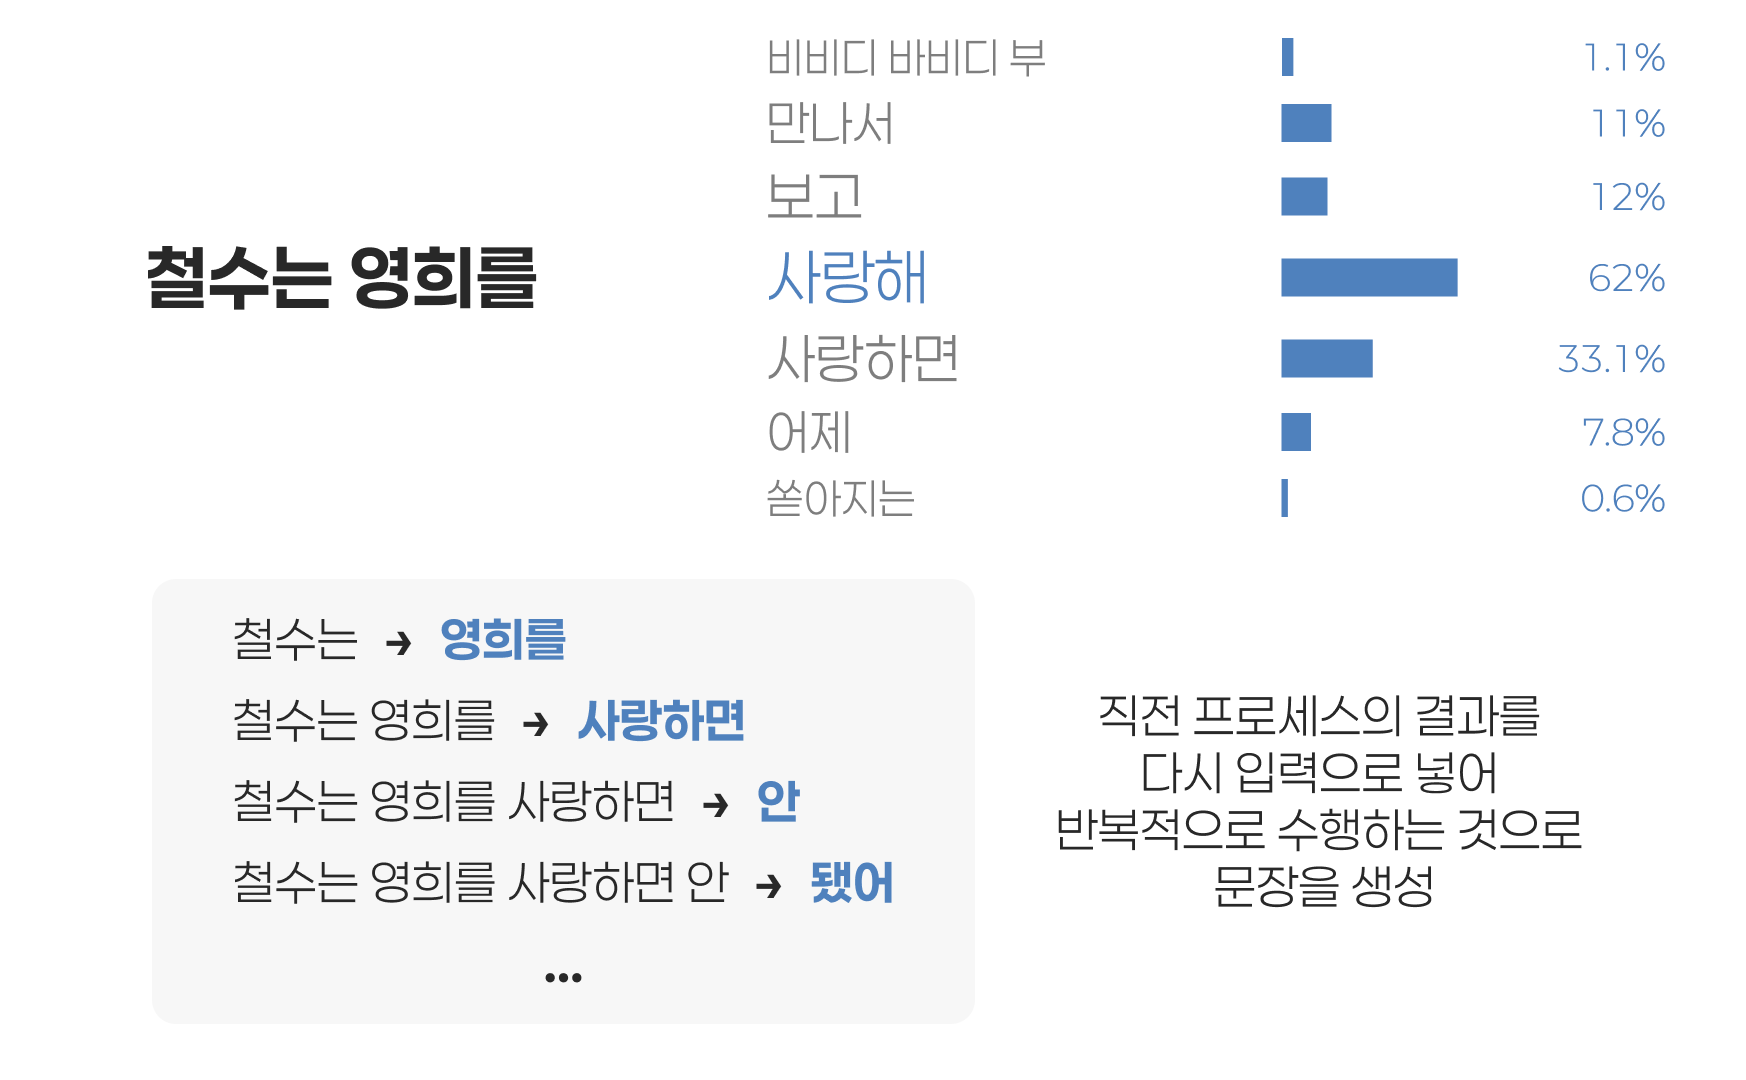 비비디 바비디 부 1.1%
만나서 11%
보고 12%
철수는 영희를
사랑해 62%
사랑하면 33.1%
어제 7.8%
쏟아지는 0.6%
철수는 → 영희를
철수는 영희를 → 사랑하면
철수는 영희를 사랑하면 → 안
철수는 영희를 사랑하면 안 → 됐어
...
직전 프로세스의 결과를
다시 입력으로 넣어
반복적으로 수행하는 것으로
문장을 생성